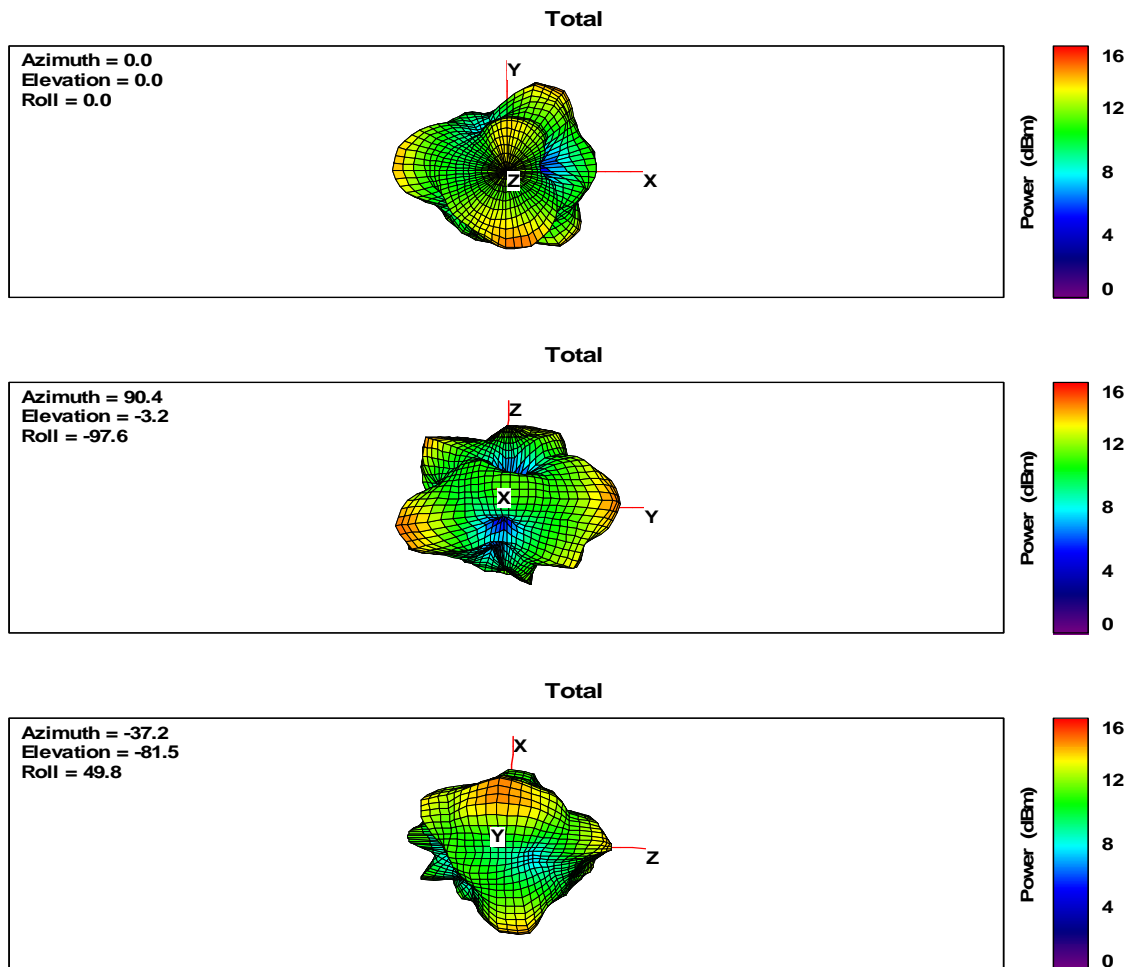 Total
Azimuth = 0.0
Elevation = 0.0
Roll = 0.0
Y
Z
X
16
12
8
4
0
Power (dBm)
Total
Azimuth = 90.4
Elevation = -3.2
Roll = -97.6
Z
X
Y
16
12
8
4
0
Power (dBm)
Total
Azimuth = -37.2
Elevation = -81.5
Roll = 49.8
X
Y
Z
16
12
8
4
0
Power (dBm)